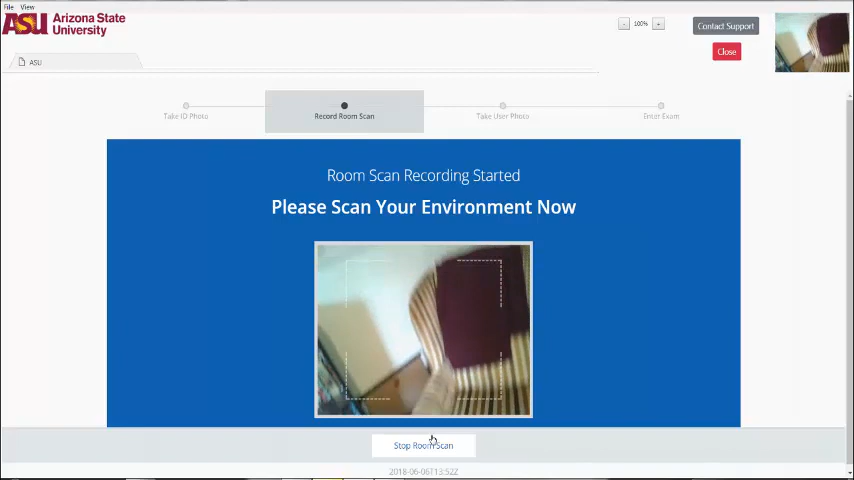 File View
ASU Arizona State University
- 100% +
Contact Support
Close
ASU
Take ID Photo
Record Room Scan
Take User Photo
Enter Exam
Room Scan Recording Started
Please Scan Your Environment Now
Stop Room Scan
2018-06-06T13:52Z